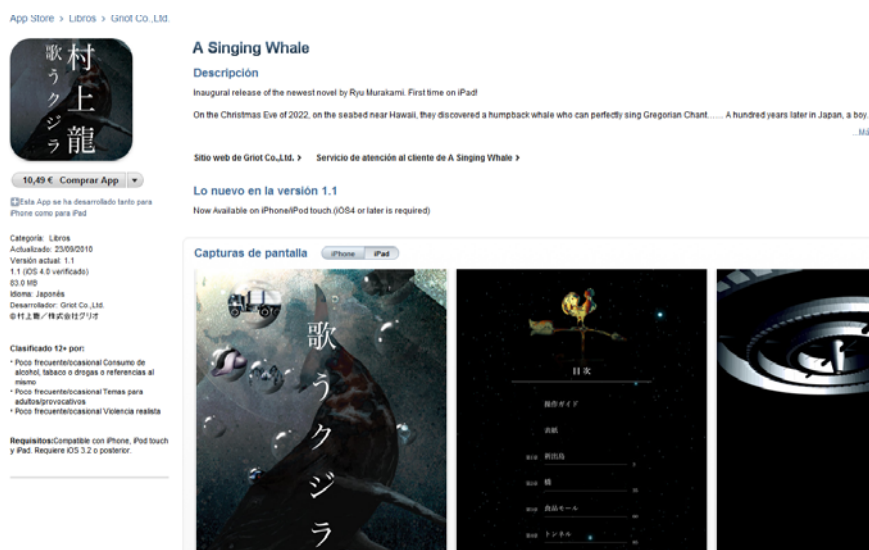 App Store > Libros > Griot Co.,Ltd.
歌うクジラ
村上龍
10,49 € Comprar App
Esta App se ha desarrollado tanto para
iPhone como para iPad
Categoría: Libros
Actualizado: 23/09/2010
Versión actual: 1.1
1.1 (iOS 4.0 verificado)
83.0 MB
Idioma: Japonés
Desarrollador: Griot Co.,Ltd.
©村上龍／株式会社グリオ
Clasificado 12+ por:
* Poco frecuente/ocasional Consumo de
alcohol, tabaco o drogas o referencias al
mismo
* Poco frecuente/ocasional Temas para
adultos/provocativos
* Poco frecuente/ocasional Violencia realista
Requisitos:Compatible con iPhone, iPod touch
y iPad. Requiere iOS 3.2 o posterior.
A Singing Whale
Descripción
Inaugural release of the newest novel by Ryu Murakami. First time on iPad!
On the Christmas Eve of 2022, on the seabed near Hawaii, they discovered a humpback whale who can perfectly sing Gregorian Chant...... A hundred years later in Japan, a boy,
...Má
Sitio web de Griot Co.,Ltd. > Servicio de atención al cliente de A Singing Whale >
Lo nuevo en la versión 1.1
Now Available on iPhone/iPod touch.(iOS4 or later is required)
Capturas de pantalla iPhone iPad
歌うクジラ
目次
操作ガイド
表紙
新出島
橋
食品モール
トンネル